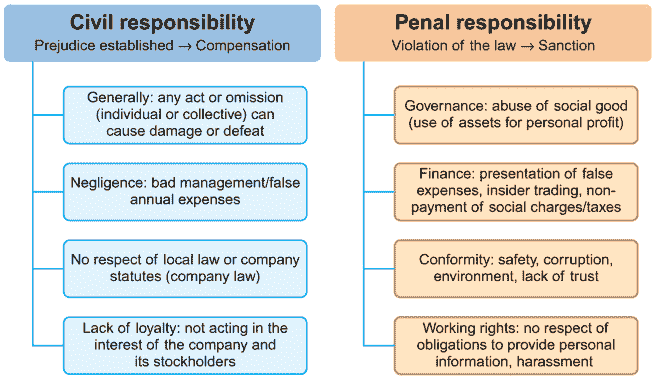 Civil responsibility
Prejudice established → Compensation
Generally: any act or omission
(individual or collective) can
cause damage or defeat
Negligence: bad management/false
annual expenses
No respect of local law or company
statutes (company law)
Lack of loyalty: not acting in the
interest of the company and
its stockholders
Penal responsibility
Violation of the law → Sanction
Governance: abuse of social good
(use of assets for personal profit)
Finance: presentation of false
expenses, insider trading, non-
payment of social charges/taxes
Conformity: safety, corruption,
environment, lack of trust
Working rights: no respect of
obligations to provide personal
information, harassment